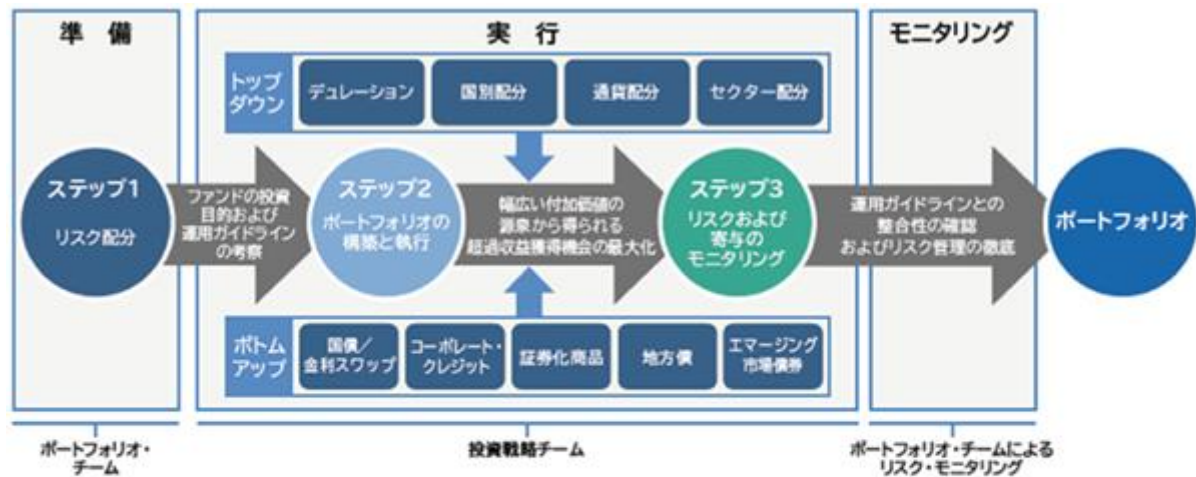 準 備
実 行
モニタリング
トップ
ダウン
デュレーション
国別配分
通貨配分
セクター配分
ステップ1
リスク配分
ファンドの投資
目的および
運用ガイドライン
の考察
ステップ2
ポートフォリオの
構築と執行
幅広い付加価値の
源泉から得られる
超過収益獲得機会の最大化
ステップ3
リスクおよび
寄与の
モニタリング
運用ガイドラインとの
整合性の確認
およびリスク管理の徹底
ポートフォリオ
ボトム
アップ
国債／
金利スワップ
コーポレート・
クレジット
証券化商品
地方債
エマージング
市場債券
ポートフォリオ・
チーム
投資戦略チーム
ポートフォリオ・チームによる
リスク・モニタリング